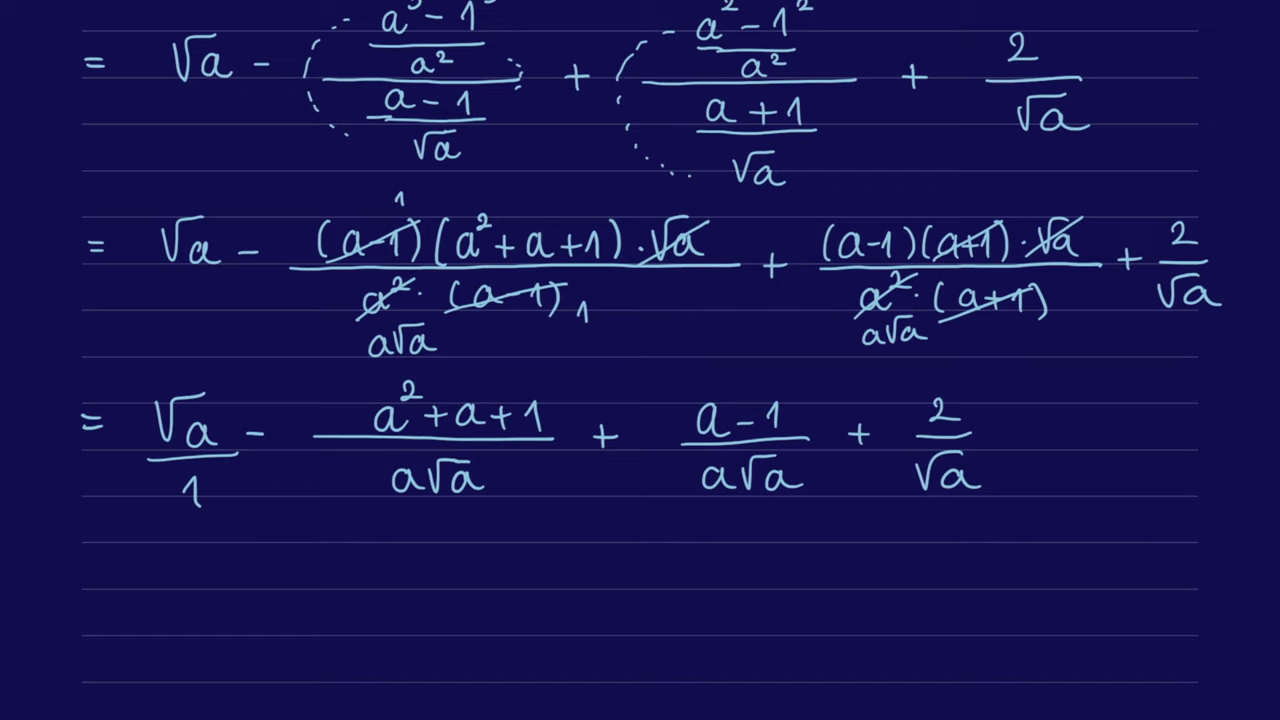 = √a - ((a³ - 1³)/a²)/((a - 1)/√a) + ((a² - 1²)/a²)/((a + 1)/√a) + 2/√a
1
= √a - ((a-1)(a² + a + 1) · √a)/(a² · (a-1)) + ((a-1)(a+1) · √a)/(a² · (a+1)) + 2/√a
1
a√a a√a
= √a/1 - (a² + a + 1)/(a√a) + (a - 1)/(a√a) + 2/√a